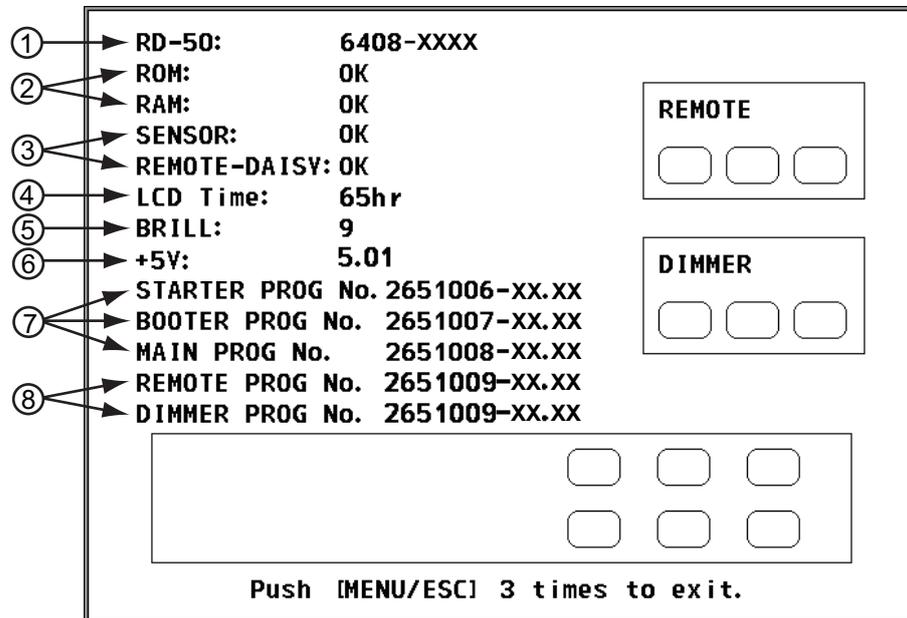 ① RD-50: 6408-XXXX
② ROM: OK
RAM: OK
③ SENSOR: OK
REMOTE-DAISY: OK
④ LCD Time: 65hr
⑤ BRILL: 9
⑥ +5V: 5.01
⑦ STARTER PROG No. 2651006-XX.XX
BOOTER PROG No. 2651007-XX.XX
MAIN PROG No. 2651008-XX.XX
⑧ REMOTE PROG No. 2651009-XX.XX
DIMMER PROG No. 2651009-XX.XX
REMOTE
DIMMER
Push [MENU/ESC] 3 times to exit.